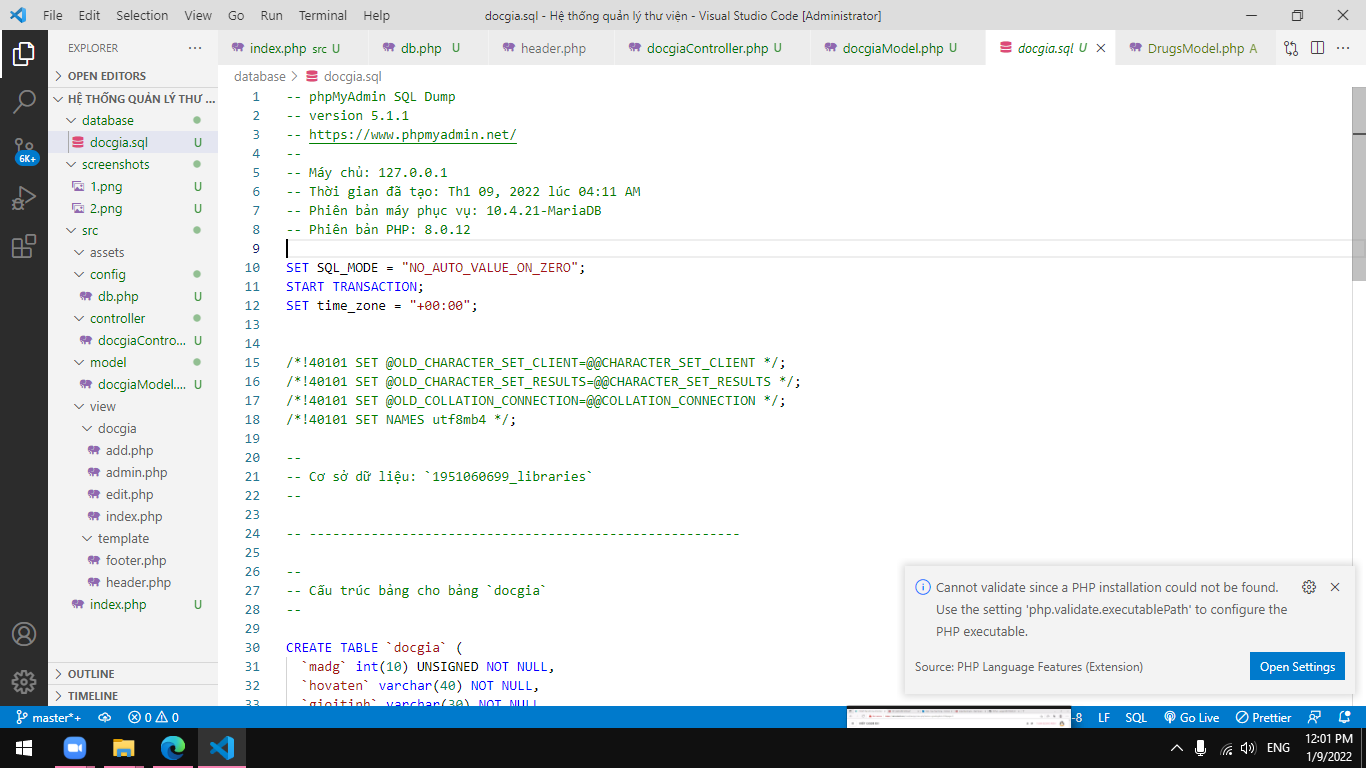 File Edit Selection View Go Run Terminal Help
docgia.sql - Hệ thống quản lý thư viện - Visual Studio Code [Administrator]
EXPLORER
index.php src U
db.php U
header.php
docgiaController.php U
docgiaModel.php U
docgia.sql U
DrugsModel.php A
OPEN EDITORS
HỆ THỐNG QUẢN LÝ THƯ ...
database
docgia.sql U
screenshots
1.png U
2.png U
src
assets
config
db.php U
controller
docgiaContro... U
model
docgiaModel.... U
view
docgia
add.php
admin.php
edit.php
index.php
template
footer.php
header.php
index.php U
OUTLINE
TIMELINE
6K+
database > docgia.sql
1 -- phpMyAdmin SQL Dump
2 -- version 5.1.1
3 -- https://www.phpmyadmin.net/
4 --
5 -- Máy chủ: 127.0.0.1
6 -- Thời gian đã tạo: Th1 09, 2022 lúc 04:11 AM
7 -- Phiên bản máy phục vụ: 10.4.21-MariaDB
8 -- Phiên bản PHP: 8.0.12
9
10 SET SQL_MODE = "NO_AUTO_VALUE_ON_ZERO";
11 START TRANSACTION;
12 SET time_zone = "+00:00";
13
14
15 /*!40101 SET @OLD_CHARACTER_SET_CLIENT=@@CHARACTER_SET_CLIENT */;
16 /*!40101 SET @OLD_CHARACTER_SET_RESULTS=@@CHARACTER_SET_RESULTS */;
17 /*!40101 SET @OLD_COLLATION_CONNECTION=@@COLLATION_CONNECTION */;
18 /*!40101 SET NAMES utf8mb4 */;
19
20 --
21 -- Cơ sở dữ liệu: `1951060699_libraries`
22 --
23
24 -- --------------------------------------------------------
25
26 --
27 -- Cấu trúc bảng cho bảng `docgia`
28 --
29
30 CREATE TABLE `docgia` (
31 `madg` int(10) UNSIGNED NOT NULL,
32 `hovaten` varchar(40) NOT NULL,
33 `gioitinh` varchar(30) NOT NULL
Cannot validate since a PHP installation could not be found.
Use the setting 'php.validate.executablePath' to configure the
PHP executable.
Source: PHP Language Features (Extension)
Open Settings
master*+ 0 0
-8 LF SQL Go Live Prettier
ENG
12:01 PM
1/9/2022